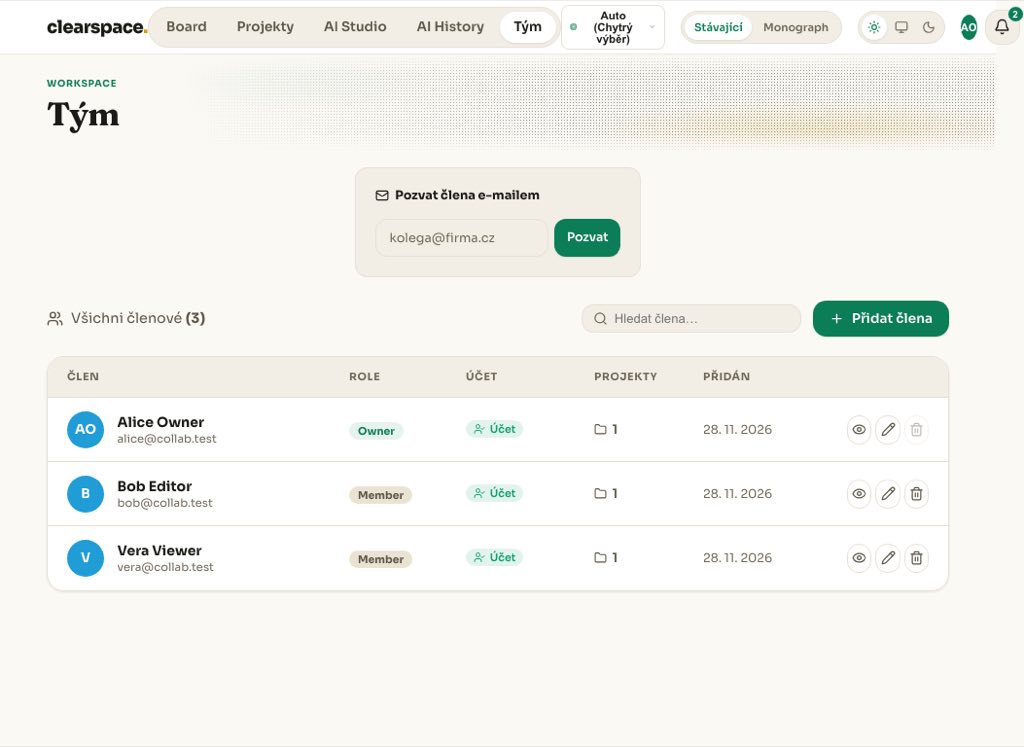 clearspace.
Board
Projekty
AI Studio
AI History
Tým
Auto
(Chytrý
výběr)
Stávající
Monograph
AO
2
WORKSPACE
Tým
Pozvat člena e-mailem
kolega@firma.cz
Pozvat
Všichni členové (3)
Hledat člena...
+ Přidat člena
ČLEN ROLE ÚČET PROJEKTY PŘIDÁN
AO Alice Owner Owner Účet 1 28. 11. 2026
alice@collab.test
B Bob Editor Member Účet 1 28. 11. 2026
bob@collab.test
V Vera Viewer Member Účet 1 28. 11. 2026
vera@collab.test